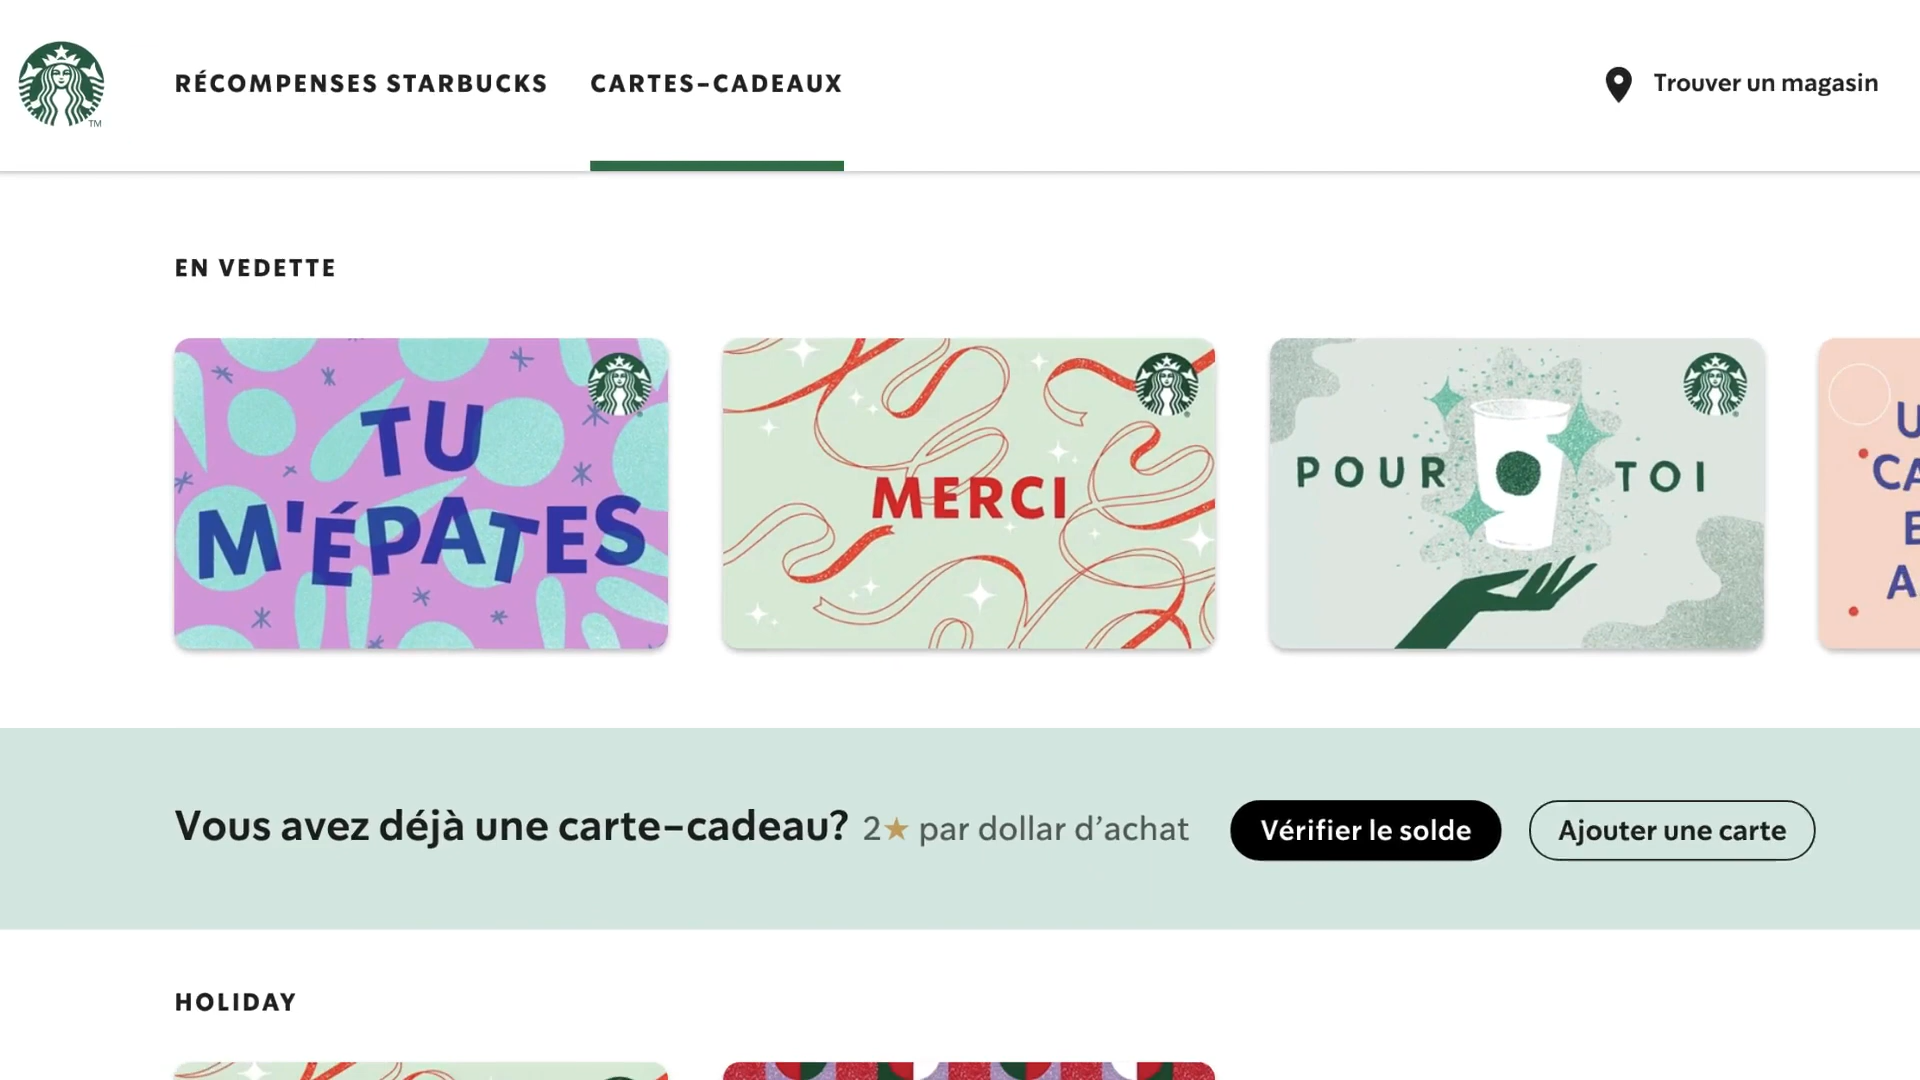 RÉCOMPENSES STARBUCKS
CARTES-CADEAUX
Trouver un magasin
EN VEDETTE
TU
M'ÉPATES
MERCI
POUR TOI
Vous avez déjà une carte-cadeau? 2★ par dollar d’achat
Vérifier le solde
Ajouter une carte
HOLIDAY